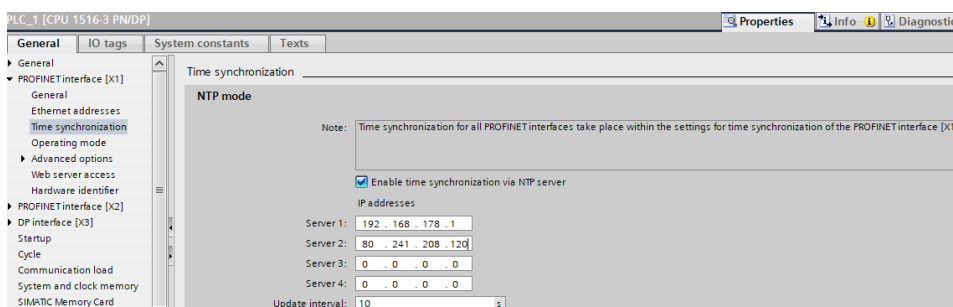 PLC_1 [CPU 1516-3 PN/DP]
Properties Info Diagnostic
General IO tags System constants Texts
General
PROFINET interface [X1]
General
Ethernet addresses
Time synchronization
Operating mode
Advanced options
Web server access
Hardware identifier
PROFINET interface [X2]
DP interface [X3]
Startup
Cycle
Communication load
System and clock memory
SIMATIC Memory Card
Time synchronization
NTP mode
Note: Time synchronization for all PROFINET interfaces take place within the settings for time synchronization of the PROFINET interface [X1
Enable time synchronization via NTP server
IP addresses
Server 1: 192 . 168 . 178 . 1
Server 2: 80 . 241 . 208 . 120
Server 3: 0 . 0 . 0 . 0
Server 4: 0 . 0 . 0 . 0
Update interval: 10 s